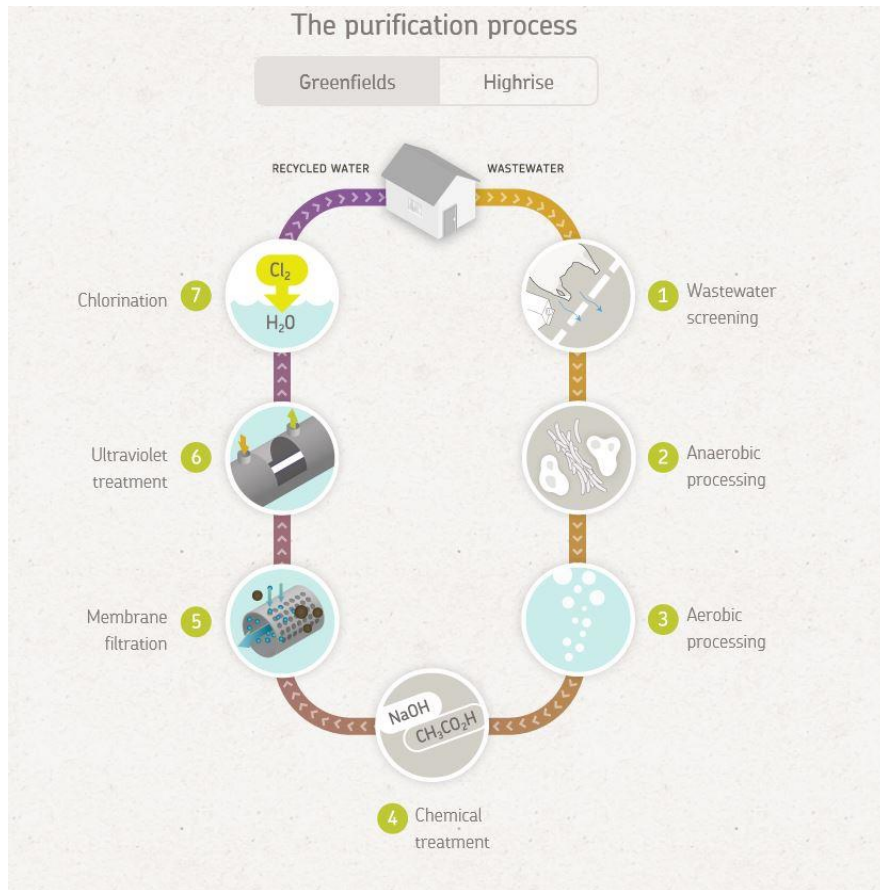 The purification process
Greenfields
Highrise
RECYCLED WATER
WASTEWATER
Cl₂
H₂O
Chlorination 7
1 Wastewater
screening
Ultraviolet 6
treatment
2 Anaerobic
processing
Membrane 5
filtration
3 Aerobic
processing
NaOH
CH₃CO₂H
4 Chemical
treatment